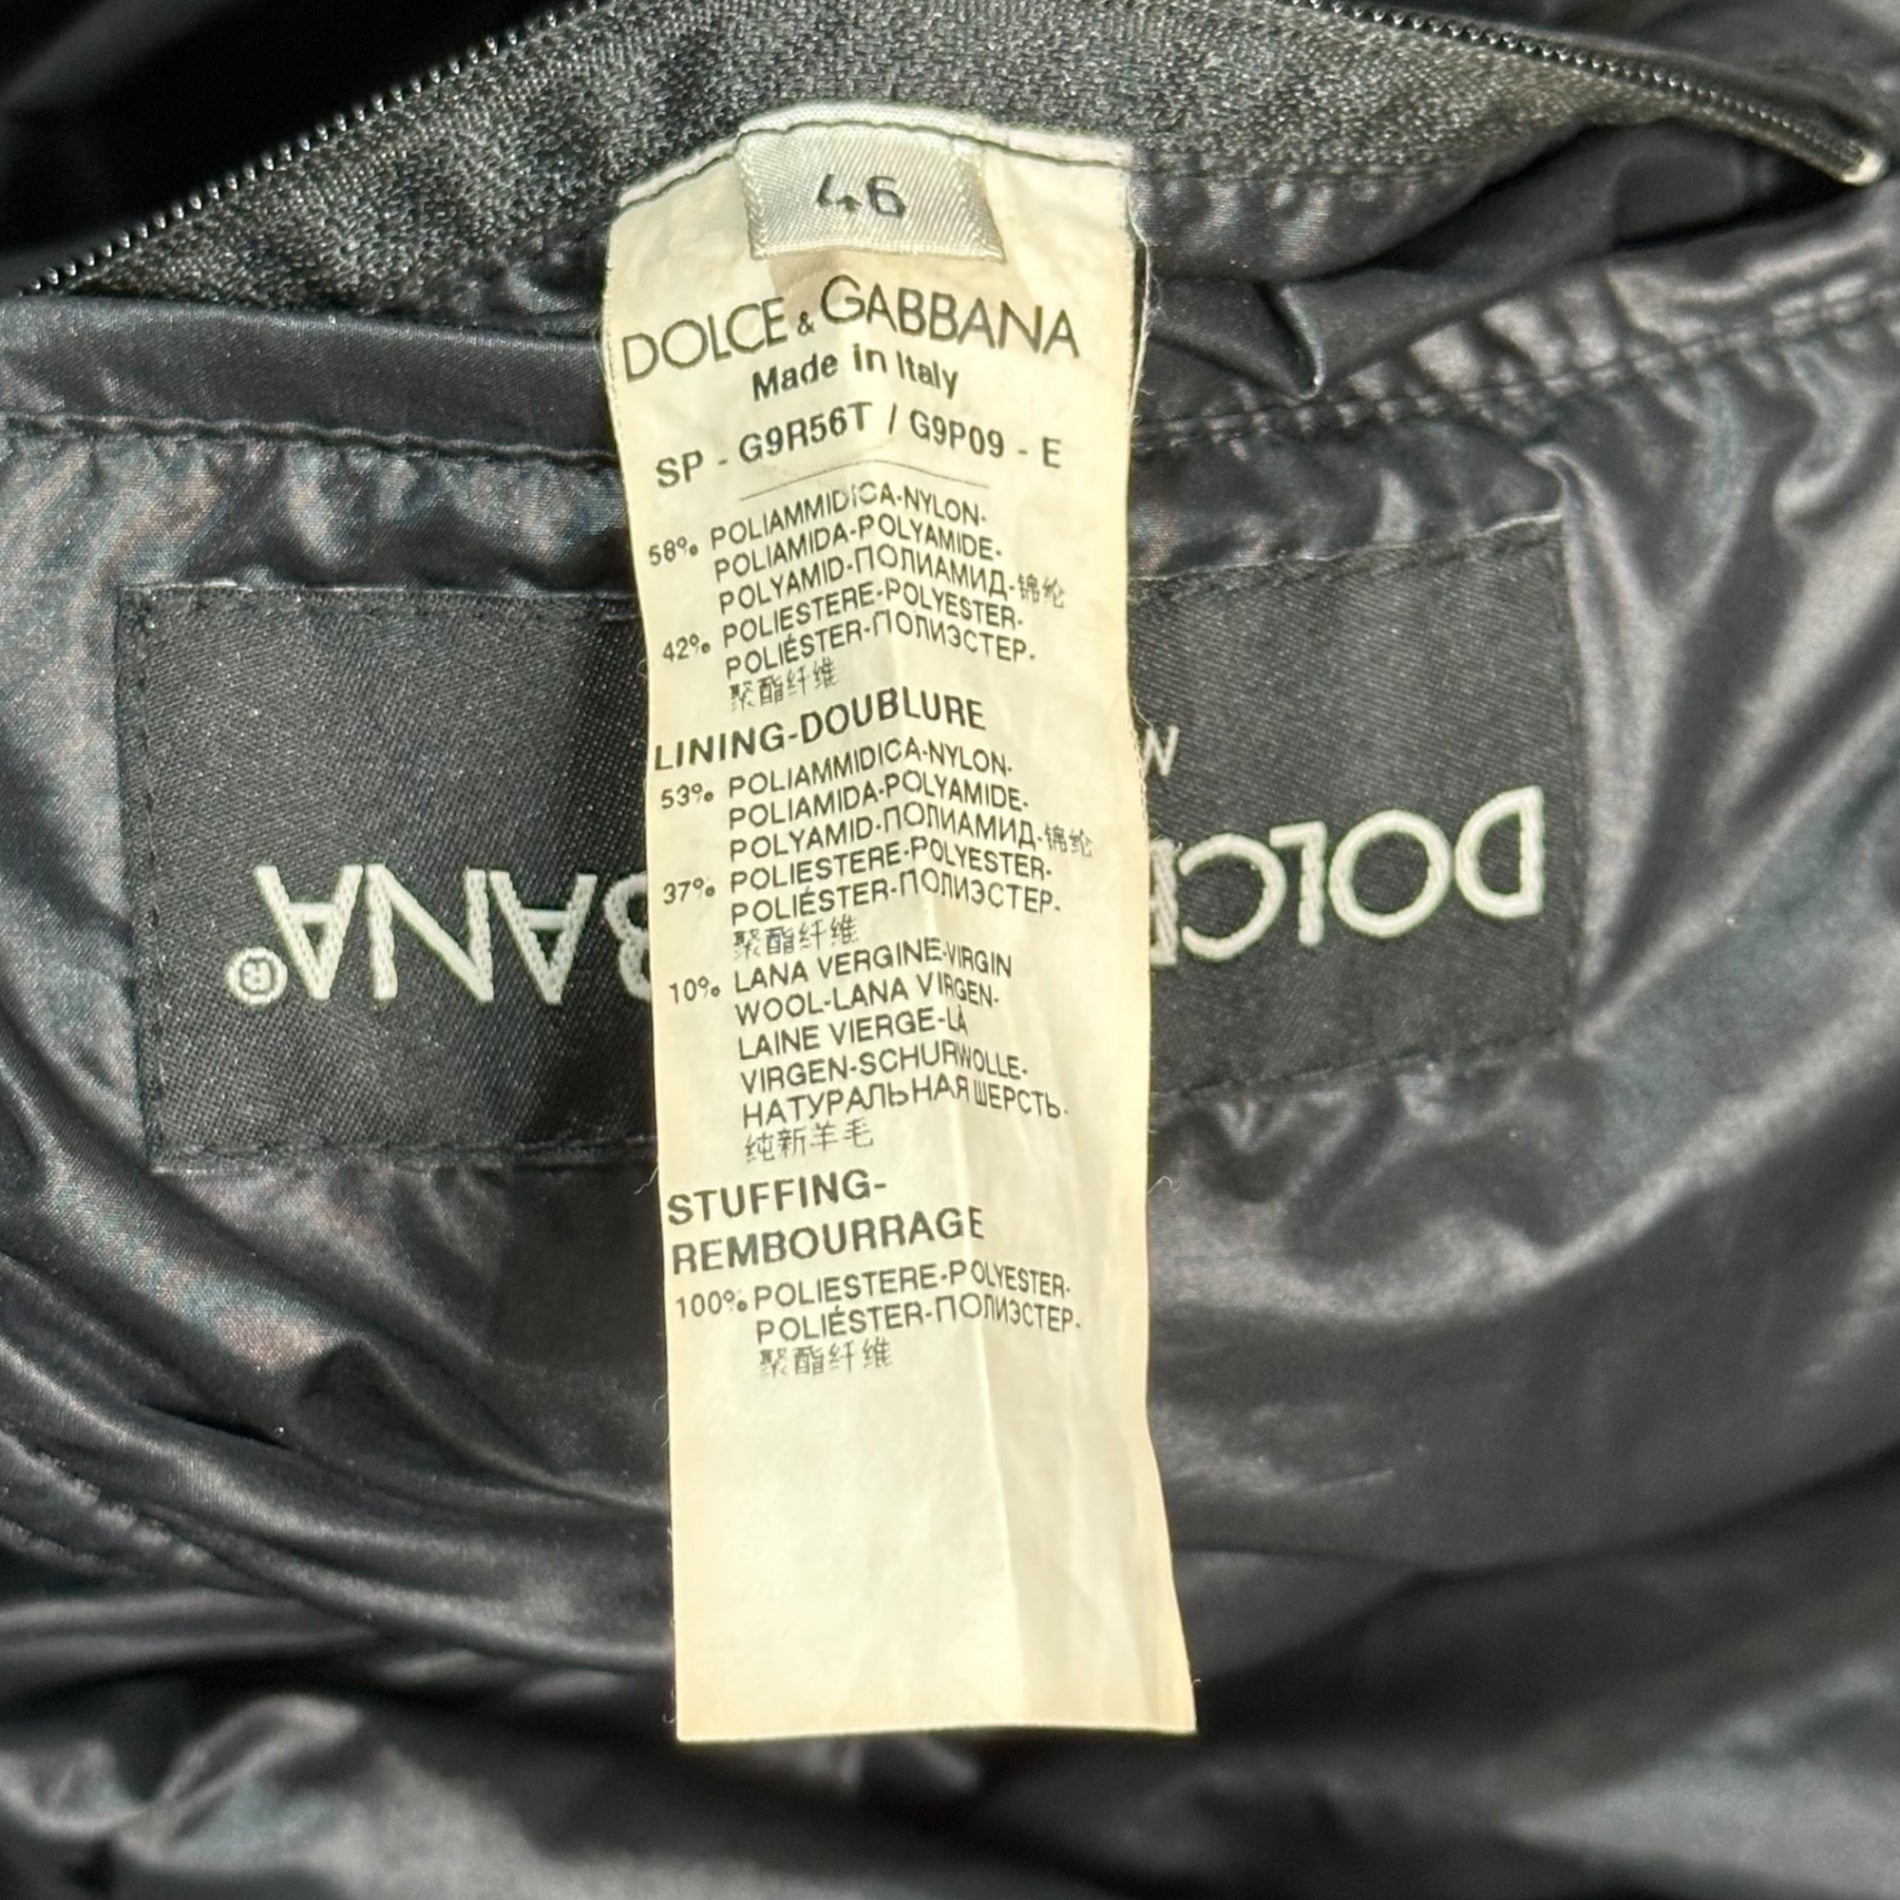 46
DOLCE & GABBANA
Made in Italy
SP - G9R56T / G9P09 - E
58% POLIAMMIDICA-NYLON-
POLIAMIDA-POLYAMIDE-
POLYAMID-ПОЛИАМИД-锦纶
42% POLIESTERE-POLYESTER-
POLIÉSTER-ПОЛИЭСТЕР-
聚酯纤维
LINING-DOUBLURE
53% POLIAMMIDICA-NYLON-
POLIAMIDA-POLYAMIDE-
POLYAMID-ПОЛИАМИД-锦纶
37% POLIESTERE-POLYESTER-
POLIÉSTER-ПОЛИЭСТЕР-
聚酯纤维
10% LANA VERGINE-VIRGIN
WOOL-LANA VIRGEN-
LAINE VIERGE-LÀ
VIRGEN-SCHURWOLLE-
НАТУРАЛЬНАЯ ШЕРСТЬ-
纯新羊毛
STUFFING-
REMBOURRAGE
100% POLIESTERE-POLYESTER-
POLIÉSTER-ПОЛИЭСТЕР-
聚酯纤维
DOLCE BANA®